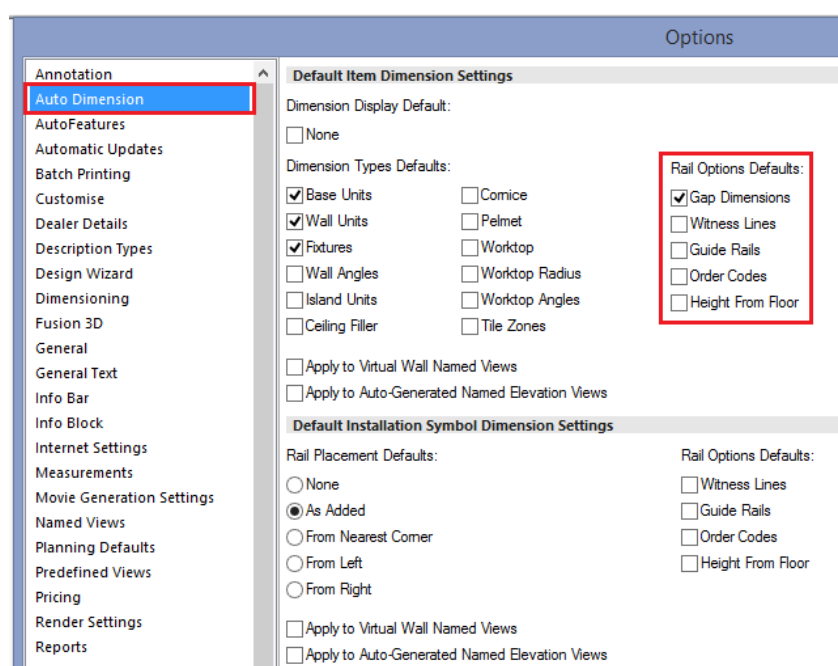 Options
Annotation
Auto Dimension
AutoFeatures
Automatic Updates
Batch Printing
Customise
Dealer Details
Description Types
Design Wizard
Dimensioning
Fusion 3D
General
General Text
Info Bar
Info Block
Internet Settings
Measurements
Movie Generation Settings
Named Views
Planning Defaults
Predefined Views
Pricing
Render Settings
Reports
Default Item Dimension Settings
Dimension Display Default:
None
Dimension Types Defaults:
Base Units
Wall Units
Fixtures
Wall Angles
Island Units
Ceiling Filler
Cornice
Pelmet
Worktop
Worktop Radius
Worktop Angles
Tile Zones
Rail Options Defaults:
Gap Dimensions
Witness Lines
Guide Rails
Order Codes
Height From Floor
Apply to Virtual Wall Named Views
Apply to Auto-Generated Named Elevation Views
Default Installation Symbol Dimension Settings
Rail Placement Defaults:
None
As Added
From Nearest Corner
From Left
From Right
Rail Options Defaults:
Witness Lines
Guide Rails
Order Codes
Height From Floor
Apply to Virtual Wall Named Views
Apply to Auto-Generated Named Elevation Views